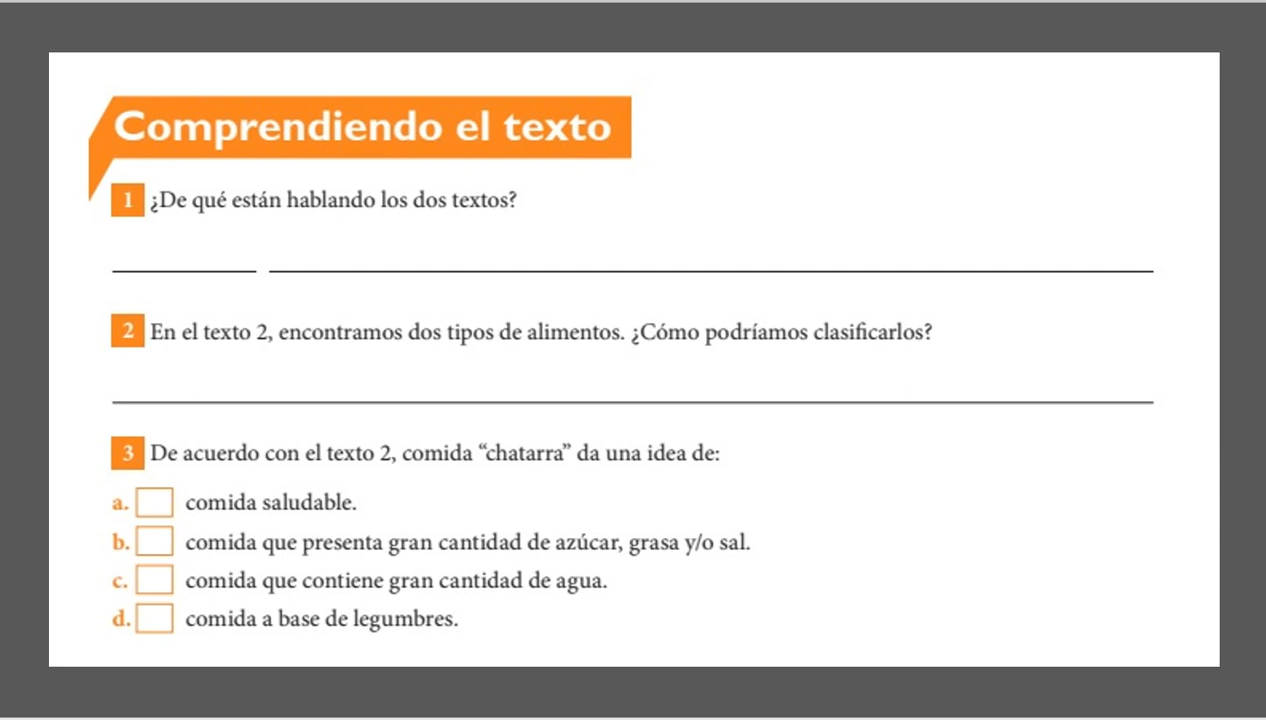 Comprendiendo el texto
1 ¿De qué están hablando los dos textos?
2 En el texto 2, encontramos dos tipos de alimentos. ¿Cómo podríamos clasificarlos?
3 De acuerdo con el texto 2, comida “chatarra” da una idea de:
a. comida saludable.
b. comida que presenta gran cantidad de azúcar, grasa y/o sal.
c. comida que contiene gran cantidad de agua.
d. comida a base de legumbres.